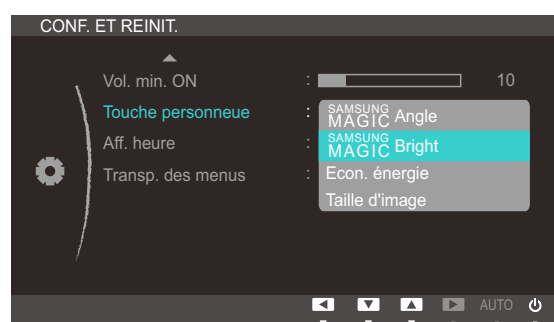 CONF. ET REINIT.
Vol. min. ON : 10
Touche personneue : SAMSUNG MAGIC Angle
SAMSUNG MAGIC Bright
Aff. heure :
Transp. des menus : Econ. énergie
Taille d'image
AUTO